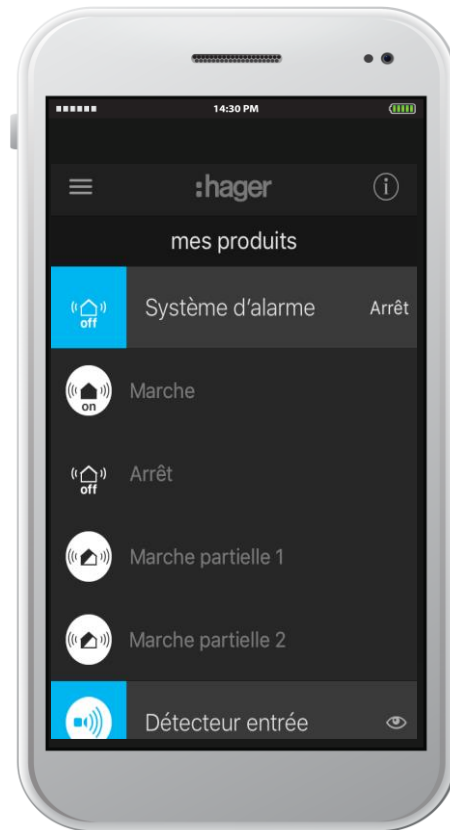 14:30 PM
:hager
i
mes produits
off
Système d'alarme
Arrêt
on
Marche
off
Arrêt
Marche partielle 1
Marche partielle 2
Détecteur entrée